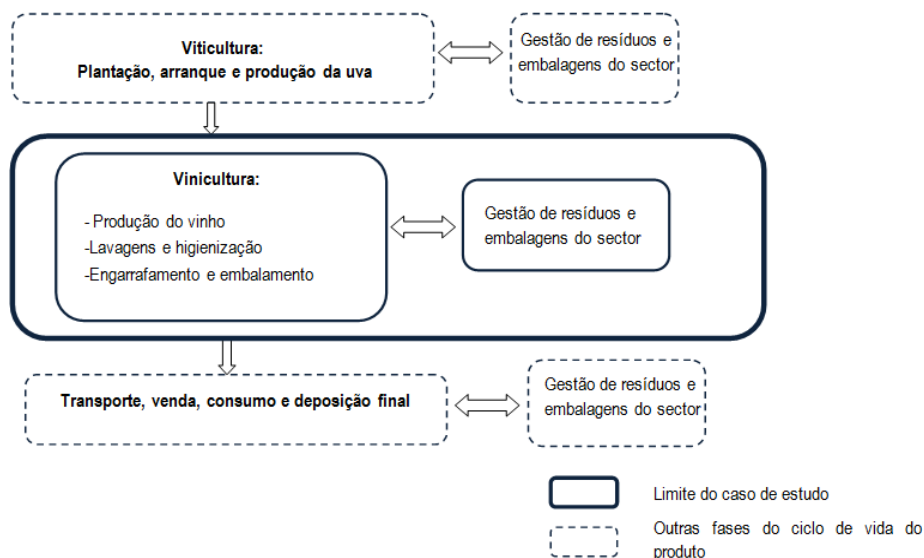 Viticultura:
Plantação, arranque e produção da uva
Gestão de resíduos e
embalagens do sector
Vinicultura:
- Produção do vinho
-Lavagens e higienização
-Engarrafamento e embalamento
Gestão de resíduos e
embalagens do sector
Transporte, venda, consumo e deposição final
Gestão de resíduos e
embalagens do sector
Limite do caso de estudo
Outras fases do ciclo de vida do
produto